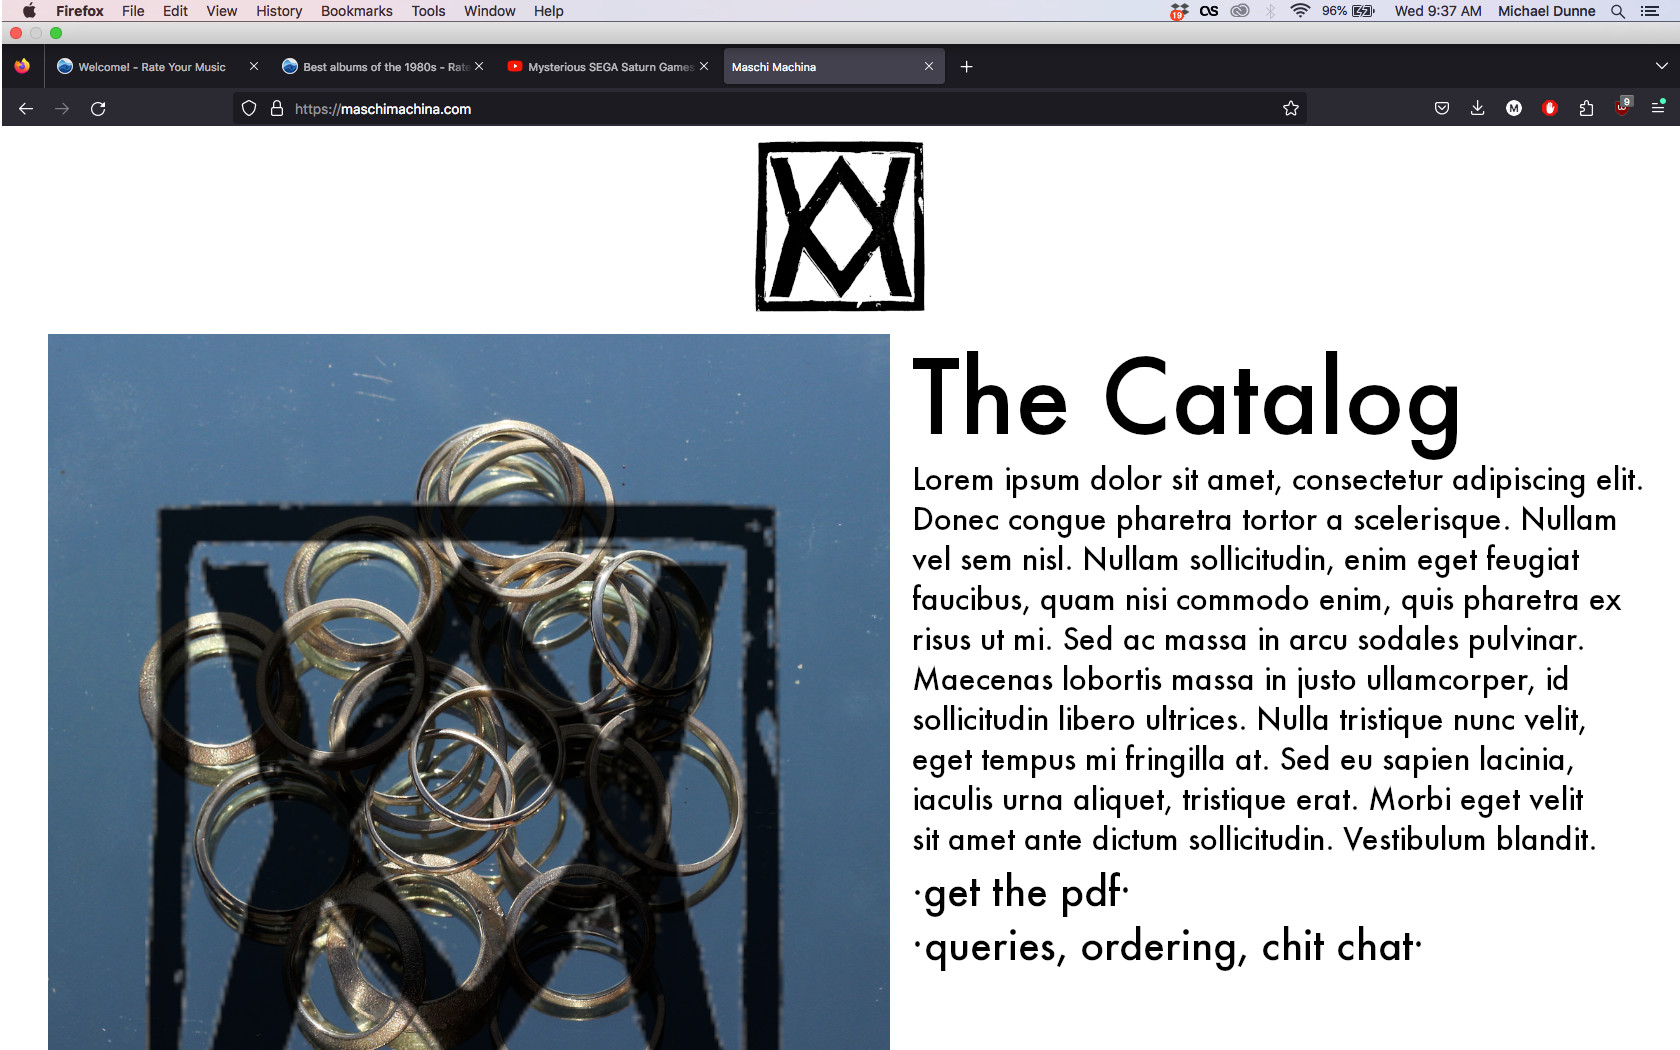 Firefox File Edit View History Bookmarks Tools Window Help 19 96% Wed 9:37 AM Michael Dunne
Welcome! - Rate Your Music Best albums of the 1980s - Rate Mysterious SEGA Saturn Games Maschi Machina
https://maschimachina.com M 9
The Catalog
Lorem ipsum dolor sit amet, consectetur adipiscing elit.
Donec congue pharetra tortor a scelerisque. Nullam
vel sem nisl. Nullam sollicitudin, enim eget feugiat
faucibus, quam nisi commodo enim, quis pharetra ex
risus ut mi. Sed ac massa in arcu sodales pulvinar.
Maecenas lobortis massa in justo ullamcorper, id
sollicitudin libero ultrices. Nulla tristique nunc velit,
eget tempus mi fringilla at. Sed eu sapien lacinia,
iaculis urna aliquet, tristique erat. Morbi eget velit
sit amet ante dictum sollicitudin. Vestibulum blandit.
·get the pdf·
·queries, ordering, chit chat·